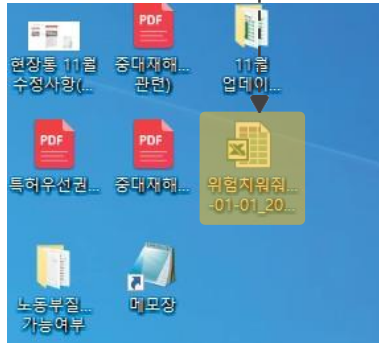 현장통 11월
수정사항(...
PDF
중대재해...
관련)
11월
업데이...
PDF
특허우선권...
PDF
중대재해...
위험치워줘...
-01-01_20...
노동부질...
가능여부
메모장